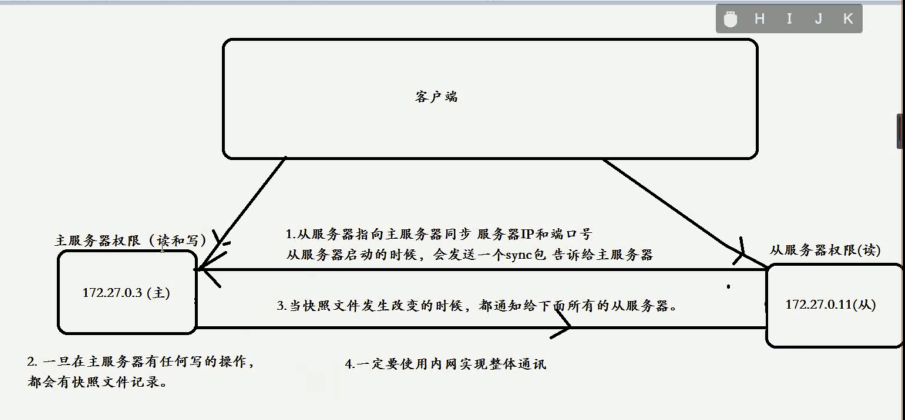 H I J K
客户端
主服务器权限（读和写）
1.从服务器指向主服务器同步 服务器IP和端口号
从服务器启动的时候，会发送一个sync包 告诉给主服务器
从服务器权限(读)
172.27.0.3 (主)
3.当快照文件发生改变的时候，都通知给下面所有的从服务器。
172.27.0.11(从)
2. 一旦在主服务器有任何写的操作，
都会有快照文件记录。
4.一定要使用内网实现整体通讯